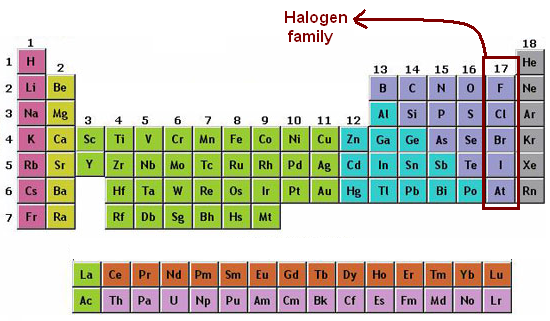 Halogen
family
1 18
1 H 2 13 14 15 16 17 He
2 Li Be B C N O F Ne
3 Na Mg 3 4 5 6 7 8 9 10 11 12 Al Si P S Cl Ar
4 K Ca Sc Ti V Cr Mn Fe Co Ni Cu Zn Ga Ge As Se Br Kr
5 Rb Sr Y Zr Nb Mo Tc Ru Rh Pd Ag Cd In Sn Sb Te I Xe
6 Cs Ba Hf Ta W Re Os Ir Pt Au Hg Tl Pb Bi Po At Rn
7 Fr Ra Rf Db Sg Bh Hs Mt
La Ce Pr Nd Pm Sm Eu Gd Tb Dy Ho Er Tm Yb Lu
Ac Th Pa U Np Pu Am Cm Bk Cf Es Fm Md No Lr